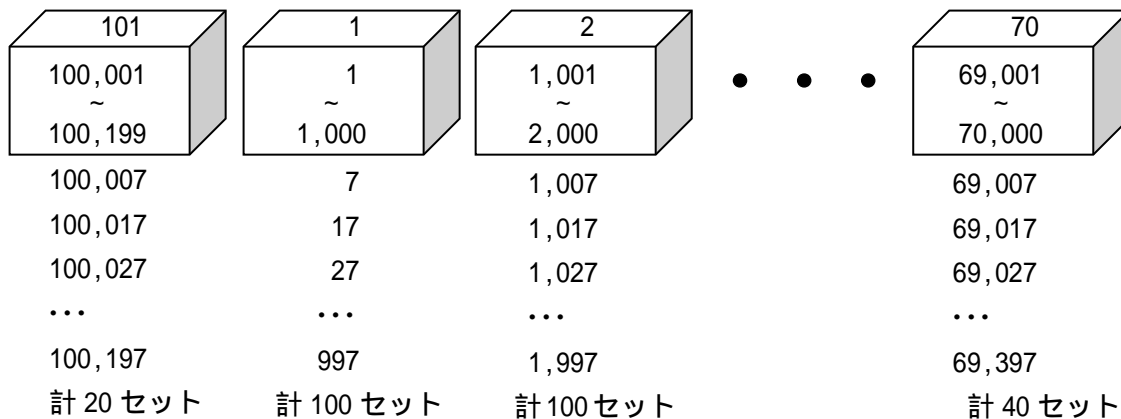 101 1 2 70
100,001 1 1,001 69,001
~ ~ ~ • • • ~
100,199 1,000 2,000 70,000
100,007 7 1,007 69,007
100,017 17 1,017 69,017
100,027 27 1,027 69,027
… … … …
100,197 997 1,997 69,397
計 20 セット 計 100 セット 計 100 セット 計 40 セット